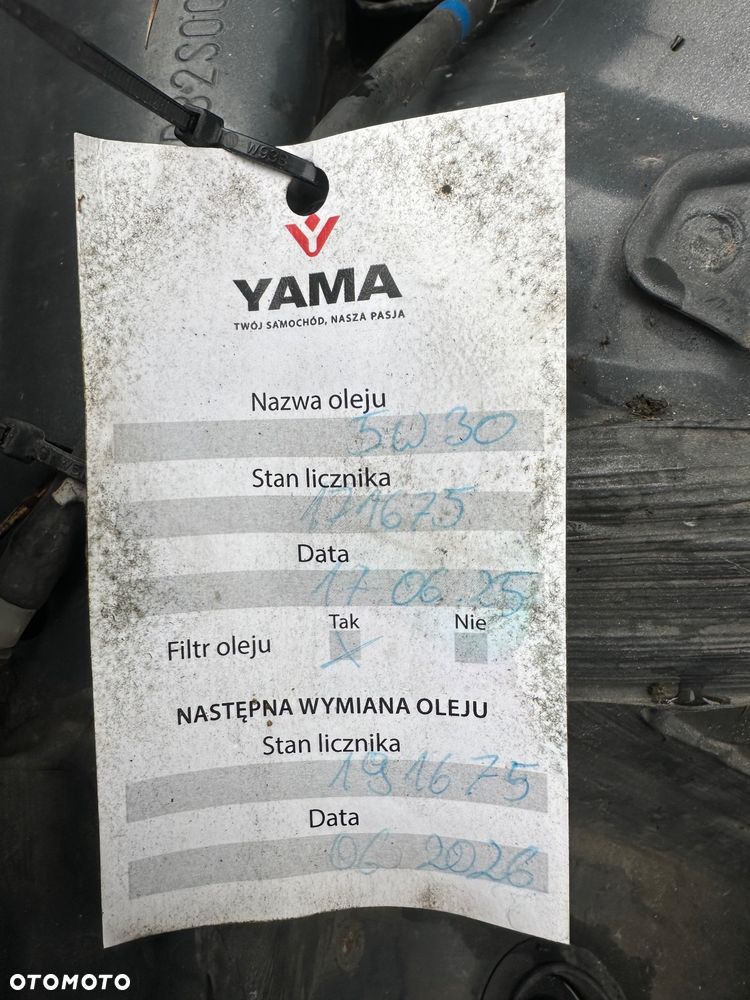 YAMA
TWÓJ SAMOCHÓD, NASZA PASJA
Nazwa oleju
5W30
Stan licznika
171675
Data
17 06.25
Tak Nie
Filtr oleju X
NASTĘPNA WYMIANA OLEJU
Stan licznika
191675
Data
06 2026
OTOMOTO